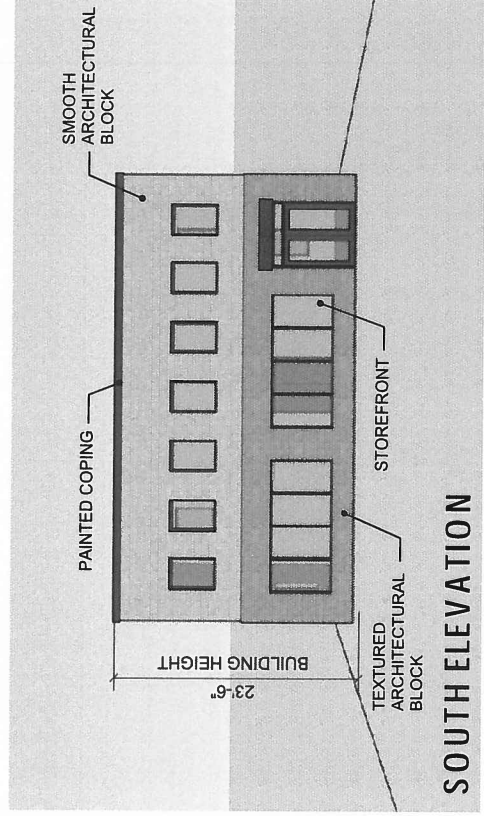 SMOOTH
ARCHITECTURAL
BLOCK
PAINTED COPING
23'-6"
BUILDING HEIGHT
STOREFRONT
TEXTURED
ARCHITECTURAL
BLOCK
SOUTH ELEVATION